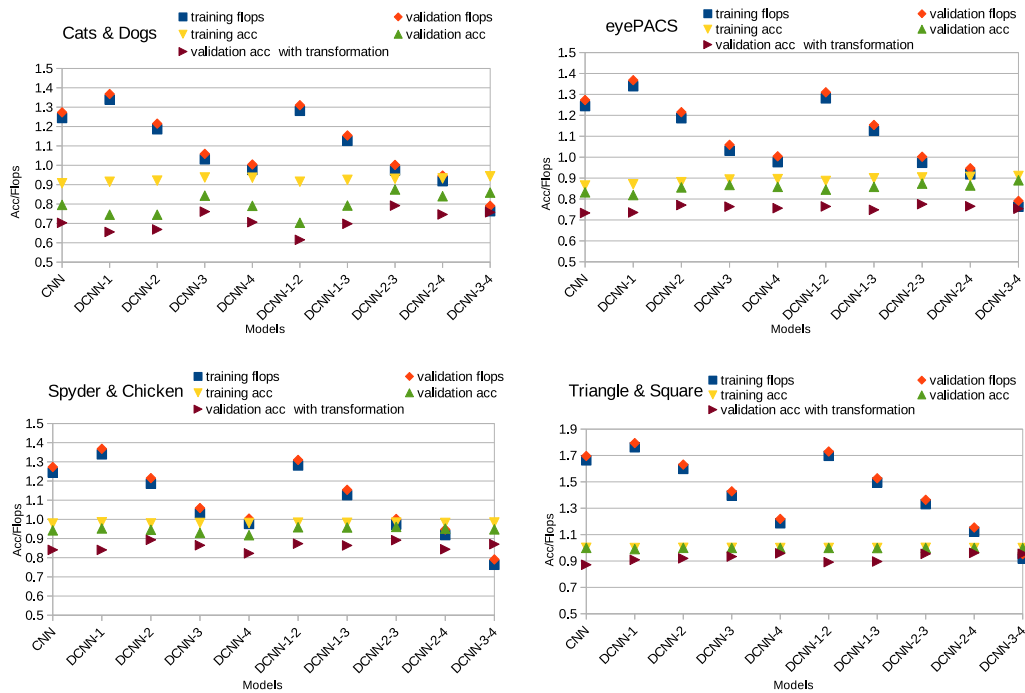 Cats & Dogs
training flops
validation flops
training acc
validation acc
validation acc with transformation
1.5
1.4
1.3
1.2
1.1
1.0
0.9
0.8
0.7
0.6
0.5
Acc/Flops
CNN
DCNN-1
DCNN-2
DCNN-3
DCNN-4
DCNN-1-2
DCNN-1-3
DCNN-2-3
DCNN-2-4
DCNN-3-4
Models
eyePACS
training flops
validation flops
training acc
validation acc
validation acc with transformation
1.5
1.4
1.3
1.2
1.1
1.0
0.9
0.8
0.7
0.6
0.5
Acc/Flops
CNN
DCNN-1
DCNN-2
DCNN-3
DCNN-4
DCNN-1-2
DCNN-1-3
DCNN-2-3
DCNN-2-4
DCNN-3-4
Models
Spyder & Chicken
training flops
validation flops
training acc
validation acc
validation acc with transformation
1.5
1.4
1.3
1.2
1.1
1.0
0.9
0.8
0.7
0.6
0.5
Acc/Flops
CNN
DCNN-1
DCNN-2
DCNN-3
DCNN-4
DCNN-1-2
DCNN-1-3
DCNN-2-3
DCNN-2-4
DCNN-3-4
Models
Triangle & Square
training flops
validation flops
training acc
validation acc
validation acc with transformation
1.9
1.7
1.5
1.3
1.1
0.9
0.7
0.5
Acc/Flops
CNN
DCNN-1
DCNN-2
DCNN-3
DCNN-4
DCNN-1-2
DCNN-1-3
DCNN-2-3
DCNN-2-4
DCNN-3-4
Models